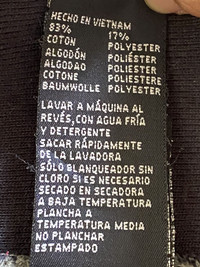 HECHO EN VIETNAM
83% 17%
COTON POLYESTER
ALGODÓN POLIÉSTER
ALGODAO POLIESTER
COTONE POLIESTERE
BAUMWOLLE POLYESTER
LAVAR A MÁQUINA AL
REVÉS,CON AGUA FRÍA
Y DETERGENTE
SACAR RÁPIDAMENTE
DE LA LAVADORA
SÓLO BLANQUEADOR SIN
CLORO SI ES NECESARIO
SECADO EN SECADORA
A BAJA TEMPERATURA
PLANCHA A
TEMPERATURA MEDIA
NO PLANCHAR
ESTAMPADO